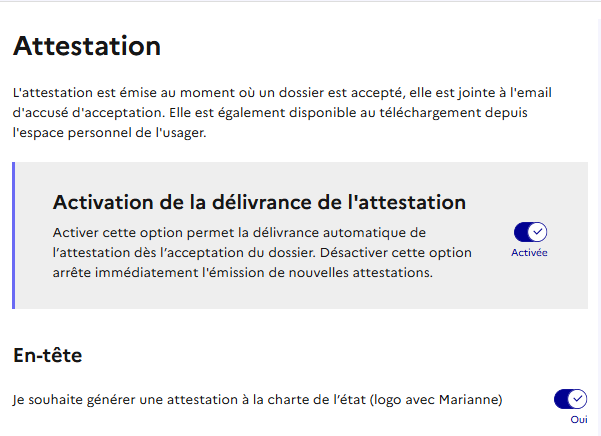 Attestation
L'attestation est émise au moment où un dossier est accepté, elle est jointe à l'email
d'accusé d'acceptation. Elle est également disponible au téléchargement depuis
l'espace personnel de l'usager.
Activation de la délivrance de l'attestation
Activer cette option permet la délivrance automatique de
l’attestation dès l’acceptation du dossier. Désactiver cette option
arrête immédiatement l'émission de nouvelles attestations.
Activée
En-tête
Je souhaite générer une attestation à la charte de l’état (logo avec Marianne)
Oui